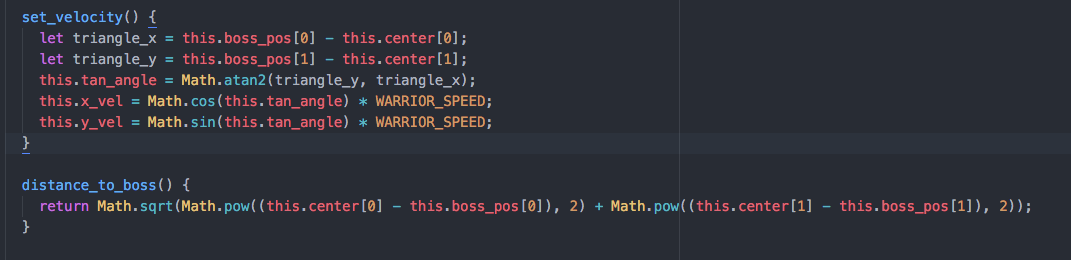 set_velocity() {
let triangle_x = this.boss_pos[0] - this.center[0];
let triangle_y = this.boss_pos[1] - this.center[1];
this.tan_angle = Math.atan2(triangle_y, triangle_x);
this.x_vel = Math.cos(this.tan_angle) * WARRIOR_SPEED;
this.y_vel = Math.sin(this.tan_angle) * WARRIOR_SPEED;
}
distance_to_boss() {
return Math.sqrt(Math.pow((this.center[0] - this.boss_pos[0]), 2) + Math.pow((this.center[1] - this.boss_pos[1]), 2));
}